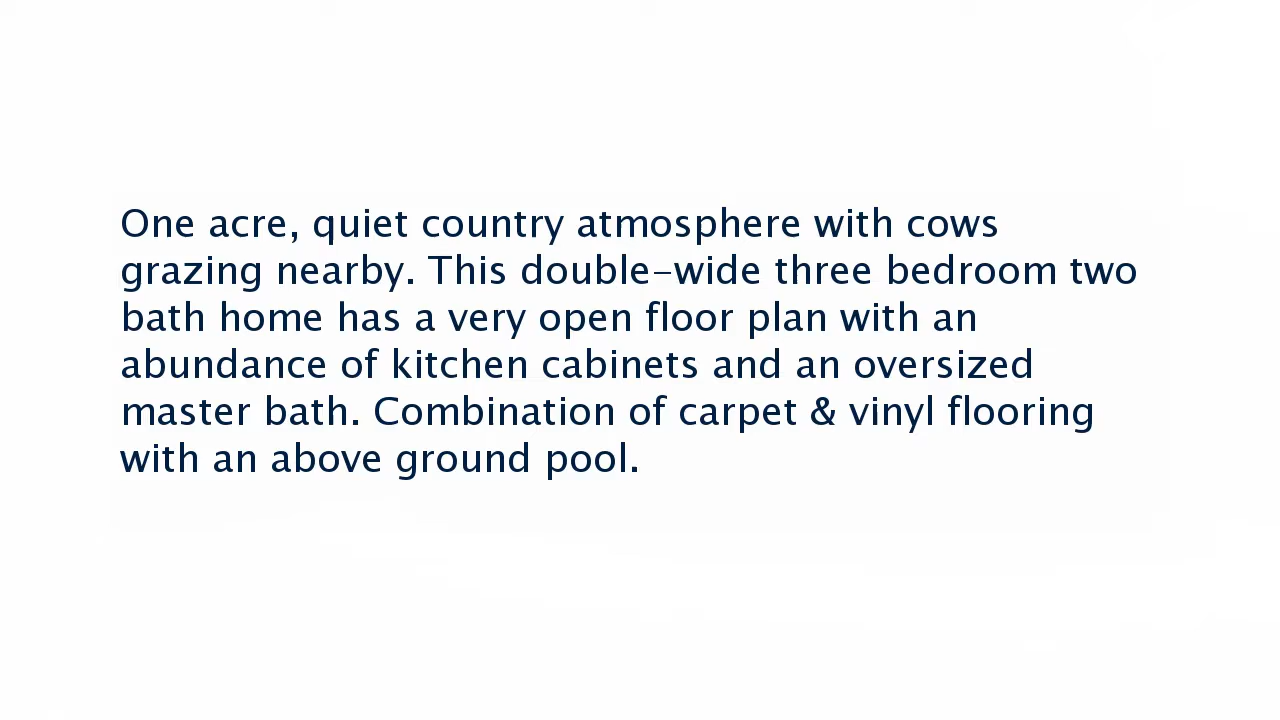 One acre, quiet country atmosphere with cows
grazing nearby. This double-wide three bedroom two
bath home has a very open floor plan with an
abundance of kitchen cabinets and an oversized
master bath. Combination of carpet & vinyl flooring
with an above ground pool.